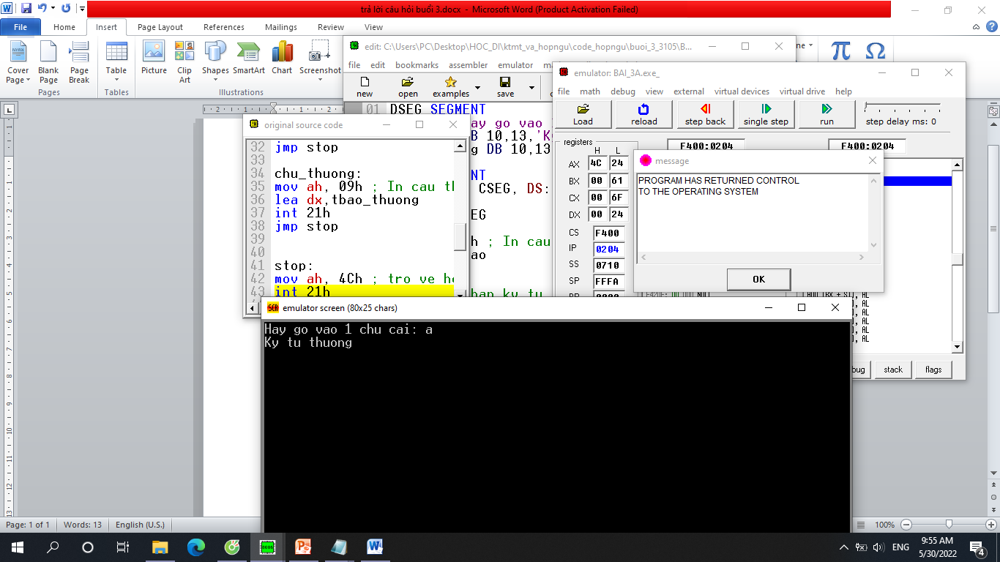 trả lời câu hỏi buổi 3.docx - Microsoft Word (Product Activation Failed)
File Home Insert Page Layout References Mailings Review View
Cover Page Blank Page Page Break
Table Picture Clip Art Shapes SmartArt Chart Screenshot
Pages Tables Illustrations
edit: C:\Users\PC\Desktop\HOC_DI\ktmt_va_hopngu\code_hopngu\buoi_3_3105\B...
file edit bookmarks assembler emulator
new open examples save
01 DSEG SEGMENT
ay go vao
B 10,13,'K
g DB 10,13
NT
CSEG, DS:
EG
h ; In cau
ao
hap ky tu
original source code
32 jmp stop
33
34 chu_thuong:
35 mov ah, 09h ; In cau th
36 lea dx,tbao_thuong
37 int 21h
38 jmp stop
39
40
41 stop:
42 mov ah, 4Ch ; tro ve he
43 int 21h
emulator: BAI_3A.exe_
file math debug view external virtual devices virtual drive help
Load reload step back single step run step delay ms: 0
registers F400:0204 F400:0204
H L
AX 4C 24
BX 00 61
CX 00 6F
DX 00 24
CS F400
IP 0204
SS 0710
SP FFFA
BP 0000
message
PROGRAM HAS RETURNED CONTROL
TO THE OPERATING SYSTEM
OK
bug stack flags
emulator screen (80x25 chars)
Hay go vao 1 chu cai: a
Ky tu thuong
Page: 1 of 1 Words: 13 English (U.S.) 100%
ENG
9:55 AM
5/30/2022
4